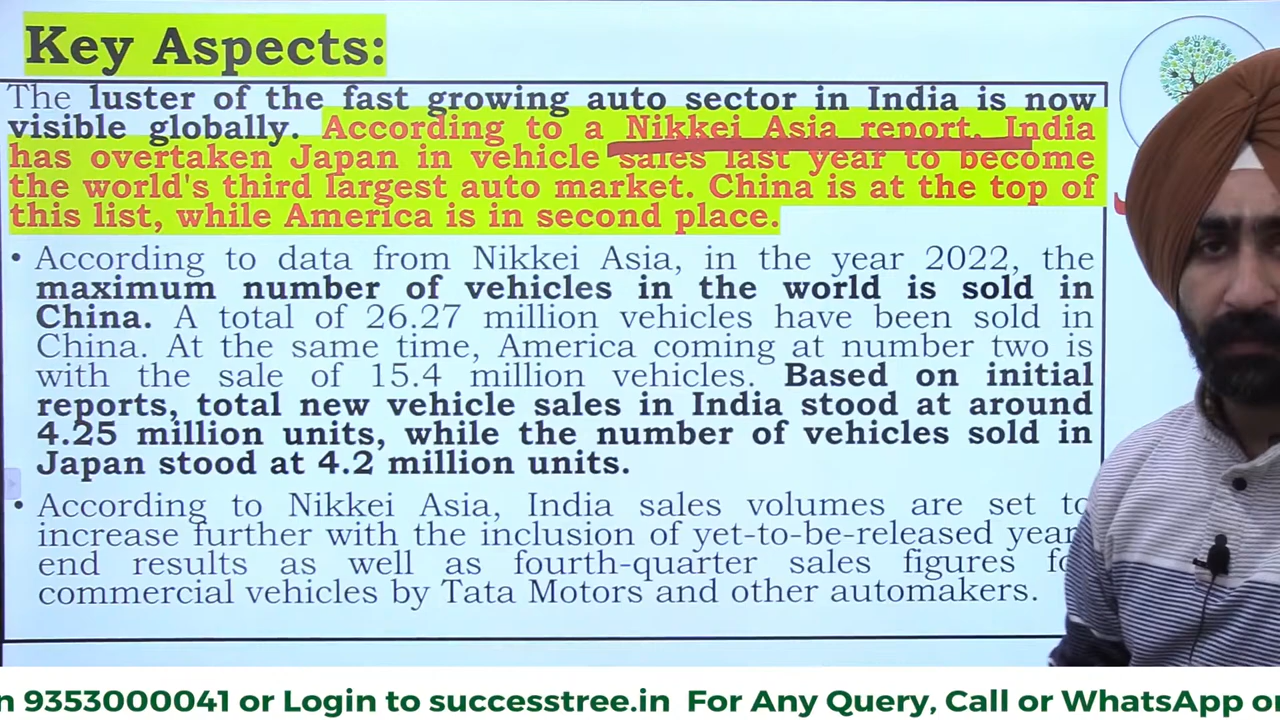 Key Aspects:
The luster of the fast growing auto sector in India is now
visibly globally. According to a Nikkei Asia report, India
has overtaken Japan in vehicle sales last year to become
the world's third largest auto market. China is at the top of
this list, while America is in second place.
• According to data from Nikkei Asia, in the year 2022, the
maximum number of vehicles in the world is sold in
China. A total of 26.27 million vehicles have been sold in
China. At the same time, America coming at number two is
with the sale of 15.4 million vehicles. Based on initial
reports, total new vehicle sales in India stood at around
4.25 million units, while the number of vehicles sold in
Japan stood at 4.2 million units.
• According to Nikkei Asia, India sales volumes are set to
increase further with the inclusion of yet-to-be-released year
end results as well as fourth-quarter sales figures
commercial vehicles by Tata Motors and other automakers.
9353000041 or Login to successtree.in For Any Query, Call or WhatsApp